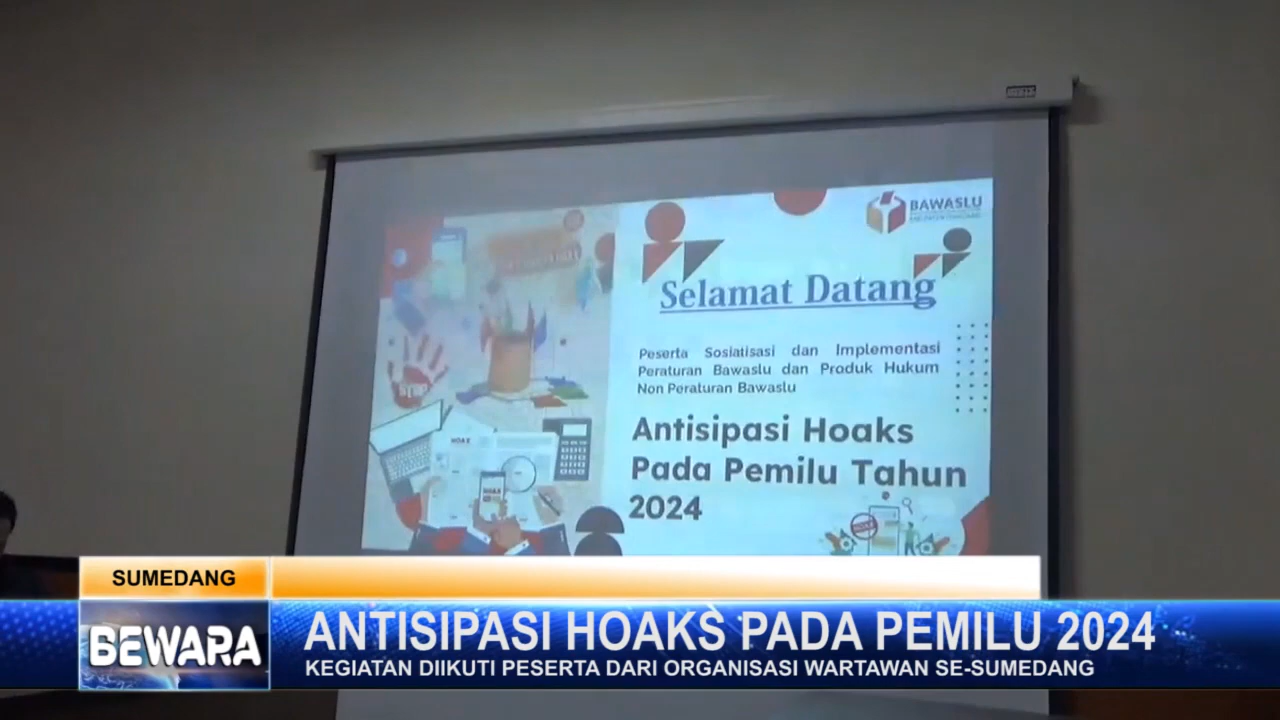 BAWASLU
Selamat Datang
Peserta Sosiatisasi dan Implementasi
Peraturan Bawaslu dan Produk Hukum
Non Peraturan Bawaslu
Antisipasi Hoaks
Pada Pemilu Tahun
2024
STOP
HOAX
HOAX
SUMEDANG
BEWARA
ANTISIPASI HOAKS PADA PEMILU 2024
KEGIATAN DIIKUTI PESERTA DARI ORGANISASI WARTAWAN SE-SUMEDANG